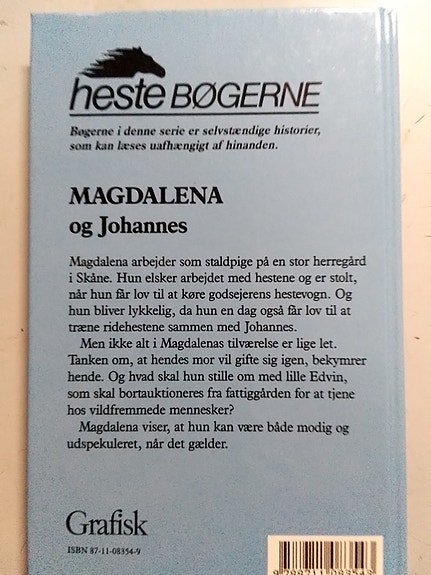 heste BØGERNE
Bøgerne i denne serie er selvstændige historier,
som kan læses uafhængigt af hinanden.
MAGDALENA
og Johannes
Magdalena arbejder som staldpige på en stor herregård
i Skåne. Hun elsker arbejdet med hestene og er stolt,
når hun får lov til at køre godsejerens hestevogn. Og
hun bliver lykkelig, da hun en dag også får lov til at
træne ridehestene sammen med Johannes.
Men ikke alt i Magdalenas tilværelse er lige let.
Tanken om, at hendes mor vil gifte sig igen, bekymrer
hende. Og hvad skal hun stille om med lille Edvin,
som skal bortauktioneres fra fattiggården for at tjene
hos vildfremmede mennesker?
Magdalena viser, at hun kan være både modig og
udspekuleret, når det gælder.
Grafisk
ISBN 87-11-08354-9
9788711083543